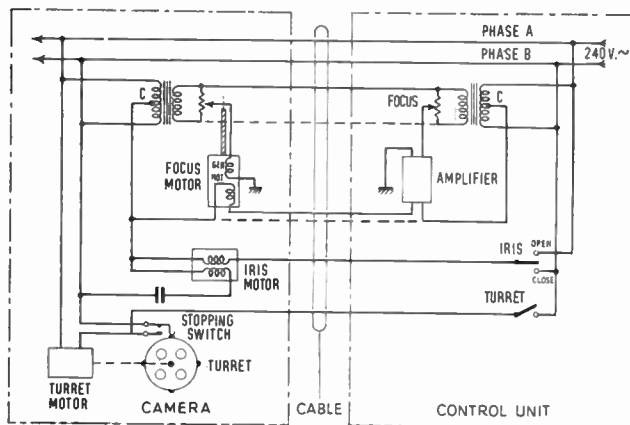 PHASE A
PHASE B
240V.~
C
FOCUS
C
GEN
MOT
FOCUS
MOTOR
AMPLIFIER
IRIS
MOTOR
IRIS
OPEN
CLOSE
STOPPING
SWITCH
TURRET
TURRET
TURRET
MOTOR
CAMERA
CABLE
CONTROL UNIT